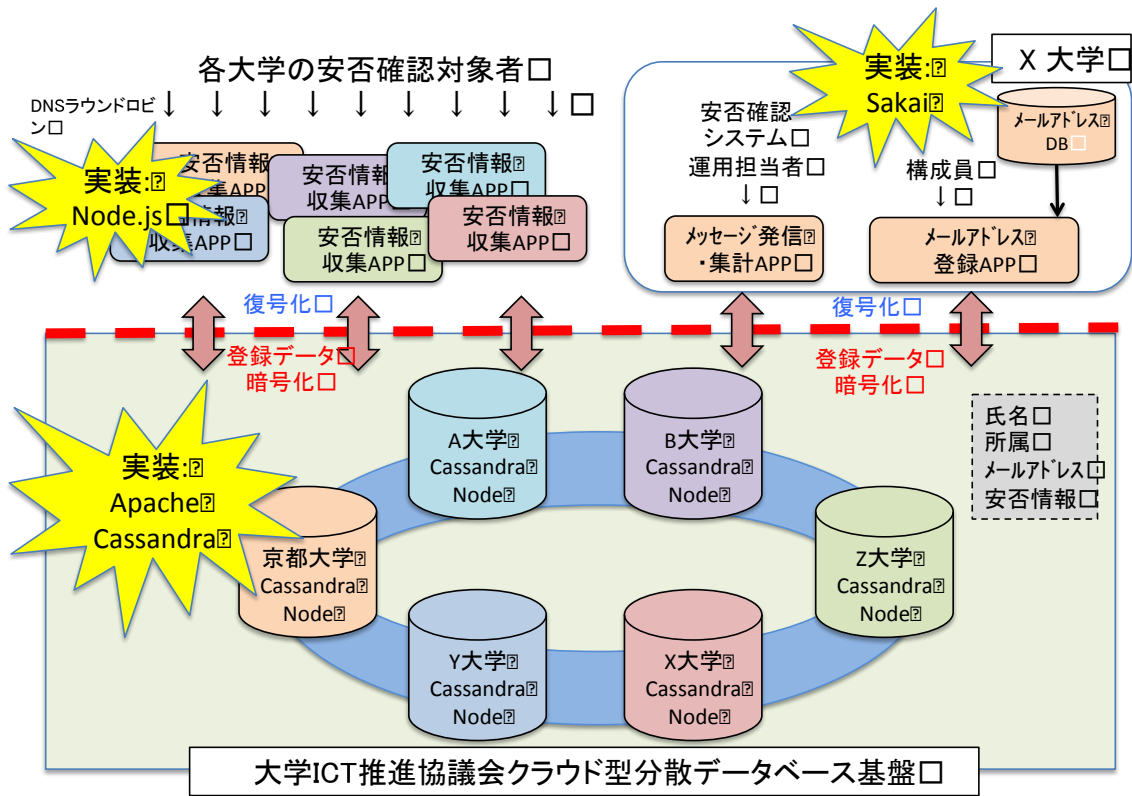 各大学の安否確認対象者
DNSラウンドロビ
ン
↓ ↓ ↓ ↓ ↓ ↓ ↓ ↓ ↓
実装:
Node.js
安否情報
収集APP
安否情報
収集APP
安否情報
収集APP
情報
収集APP
安否情報
収集APP
安否情報
収集APP
実装:
Sakai
X 大学
安否確認
システム
運用担当者
↓
構成員
↓
メールアドレス
DB
メッセージ発信
・集計APP
メールアドレス
登録APP
復号化
復号化
登録データ
暗号化
登録データ
暗号化
実装:
Apache
Cassandra
A大学
Cassandra
Node
B大学
Cassandra
Node
京都大学
Cassandra
Node
Z大学
Cassandra
Node
Y大学
Cassandra
Node
X大学
Cassandra
Node
氏名
所属
メールアドレス
安否情報
大学ICT推進協議会クラウド型分散データベース基盤